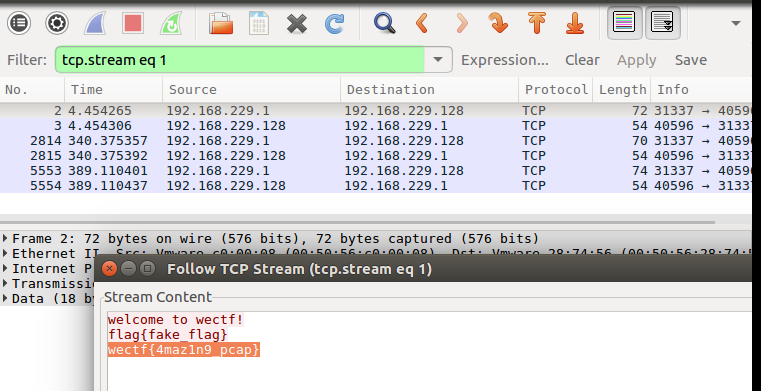 Filter: tcp.stream eq 1 Expression... Clear Apply Save
No. Time Source Destination Protocol Length Info
2 4.454265 192.168.229.1 192.168.229.128 TCP 72 31337 → 40596
3 4.454306 192.168.229.128 192.168.229.1 TCP 54 40596 → 31337
2814 340.375357 192.168.229.1 192.168.229.128 TCP 70 31337 → 40596
2815 340.375392 192.168.229.128 192.168.229.1 TCP 54 40596 → 31337
5553 389.110401 192.168.229.1 192.168.229.128 TCP 74 31337 → 40596
5554 389.110437 192.168.229.128 192.168.229.1 TCP 54 40596 → 31337
Frame 2: 72 bytes on wire (576 bits), 72 bytes captured (576 bits)
Ethernet II, Src: Vmware_c0:00:08 (00:50:56:c0:00:08), Dst: Vmware_28:74:56 (00:50:56:28:74:5
Internet P
Transmissi
Data (18 by
Follow TCP Stream (tcp.stream eq 1)
Stream Content
welcome to wectf!
flag{fake_flag}
wectf{4maz1n9_pcap}